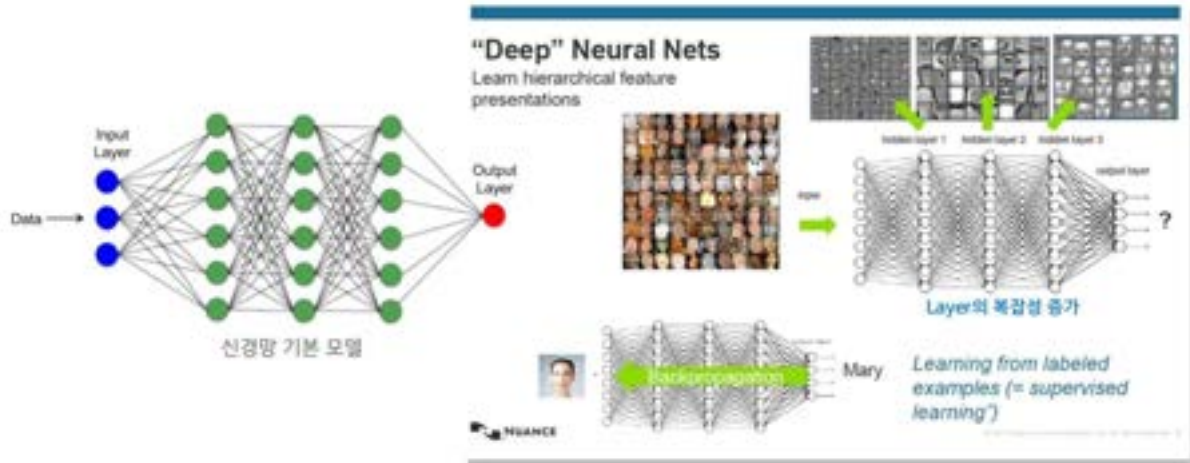 Input
Layer
Data
Output
Layer
신경망 기본 모델
“Deep” Neural Nets
Learn hierarchical feature
presentations
hidden layer 1
hidden layer 2
hidden layer 3
input
output layer
?
Layer의 복잡성 증가
Backpropagation
Mary
Learning from labeled
examples (= supervised
learning’)
NUANCE